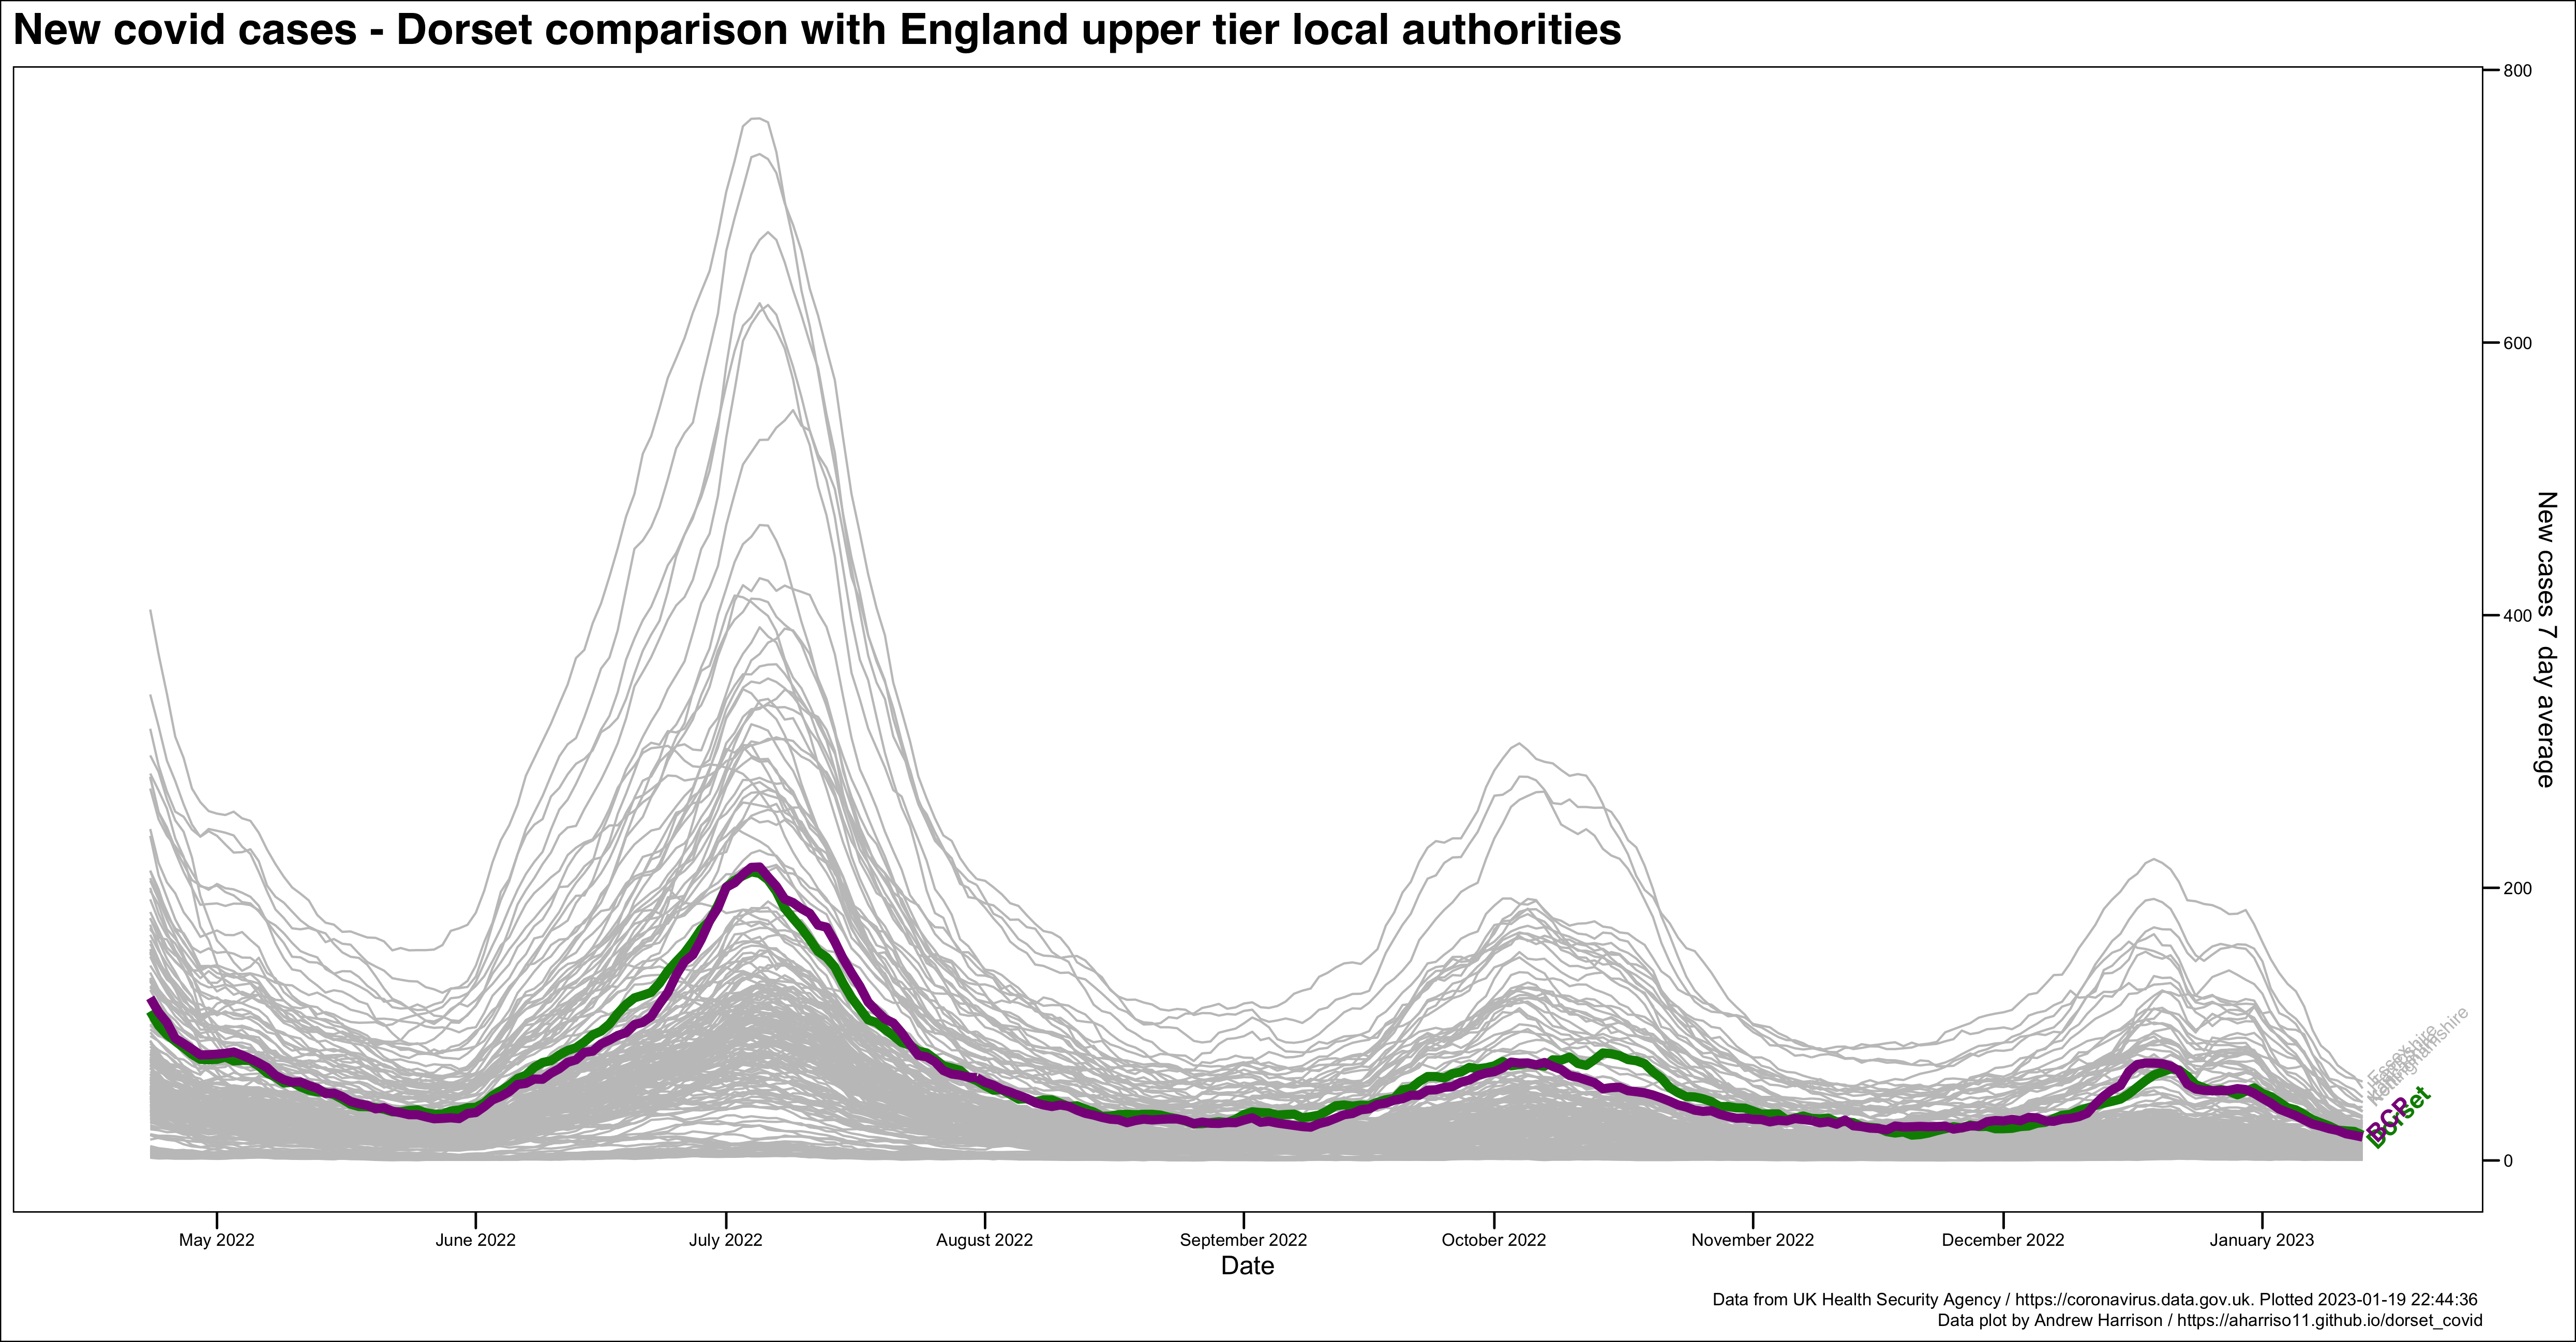 New covid cases - Dorset comparison with England upper tier local authorities
800
600
400
200
0
New cases 7 day average
Essex
BCP
Dorset
May 2022
June 2022
July 2022
August 2022
September 2022
October 2022
November 2022
December 2022
January 2023
Date
Data from UK Health Security Agency / https://coronavirus.data.gov.uk. Plotted 2023-01-19 22:44:36
Data plot by Andrew Harrison / https://aharriso11.github.io/dorset_covid